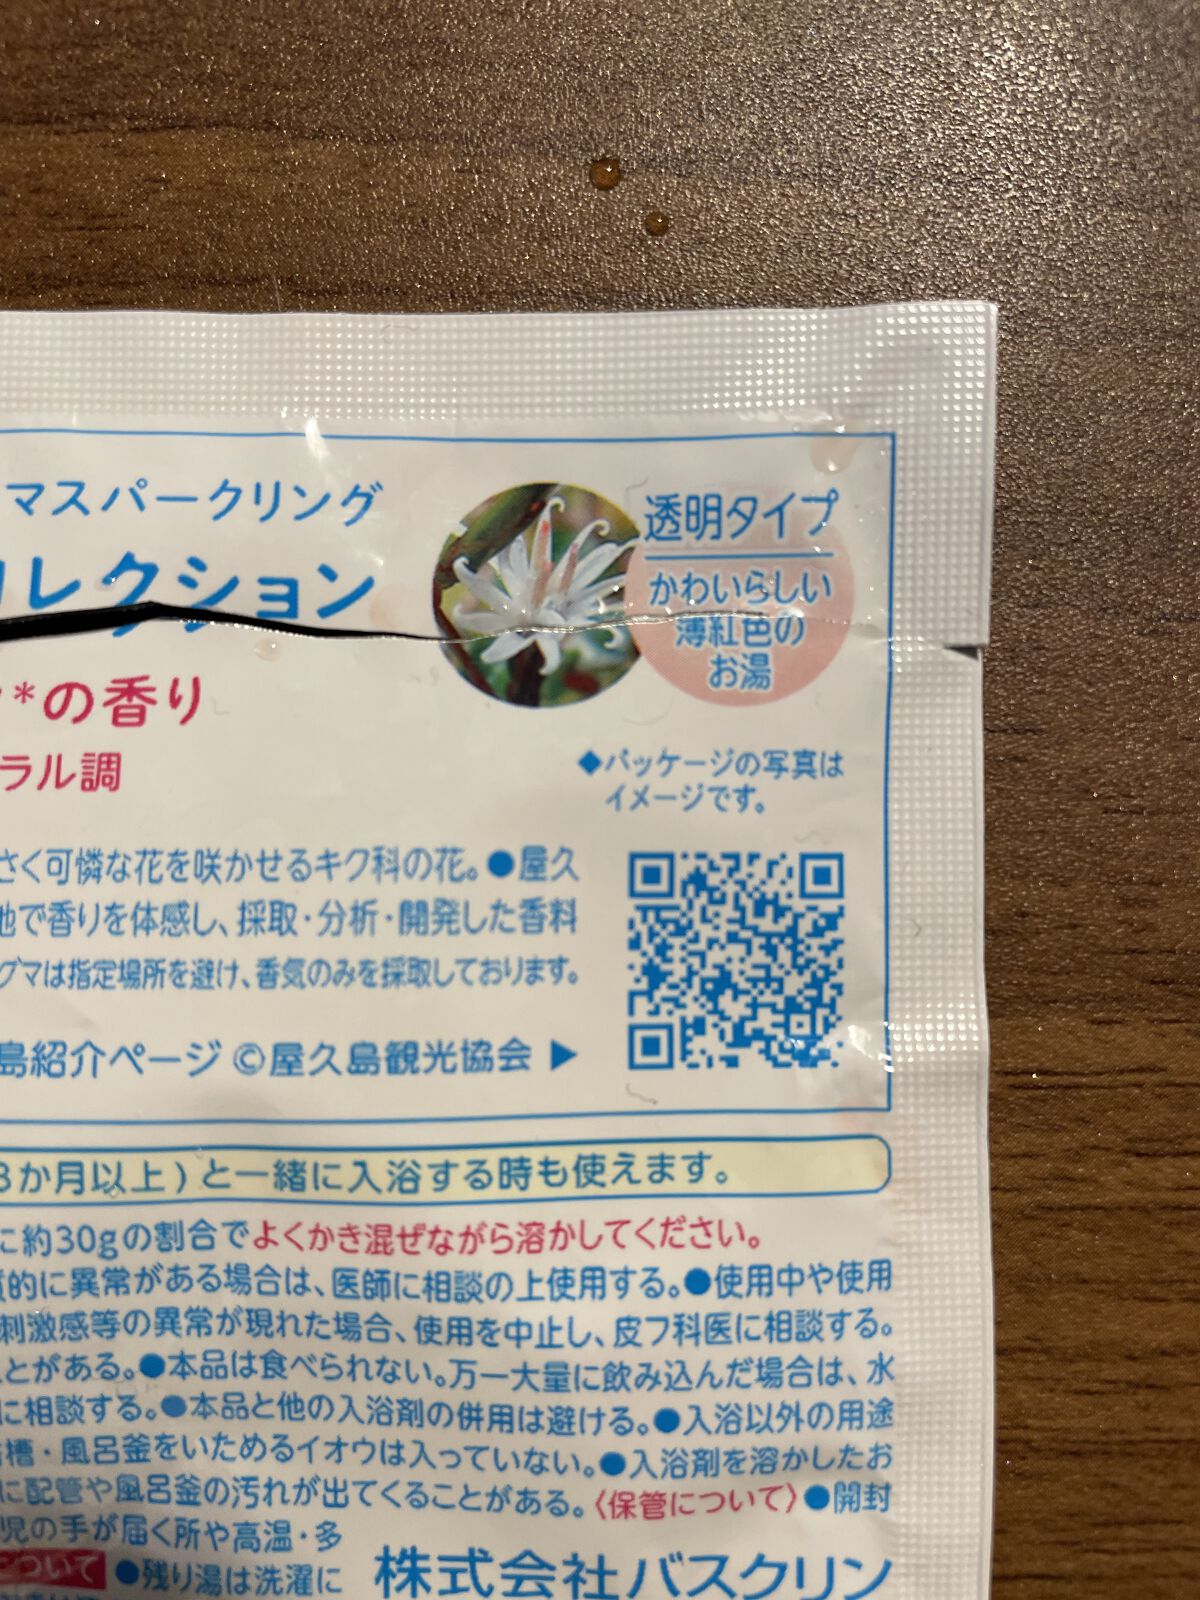 マスパークリング
コレクション
*の香り
ラル調
透明タイプ
かわいらしい
薄紅色の
お湯
◆パッケージの写真は
イメージです。
さく可憐な花を咲かせるキク科の花。●屋久
地で香りを体感し、採取・分析・開発した香料
グマは指定場所を避け、香気のみを採取しております。
島紹介ページ ©屋久島観光協会 ▶
3か月以上)と一緒に入浴する時も使えます。
に約30gの割合でよくかき混ぜながら溶かしてください。
質的に異常がある場合は、医師に相談の上使用する。●使用中や使用
刺激感等の異常が現れた場合、使用を中止し、皮フ科医に相談する。
ことがある。●本品は食べられない。万一大量に飲み込んだ場合は、水
に相談する。●本品と他の入浴剤の併用は避ける。●入浴以外の用途
槽・風呂釜をいためるイオウは入っていない。●入浴剤を溶かしたお
に配管や風呂釜の汚れが出てくることがある。〈保管について〉●開封
児の手が届く所や高温・多
について ●残り湯は洗濯に
株式会社バスクリン